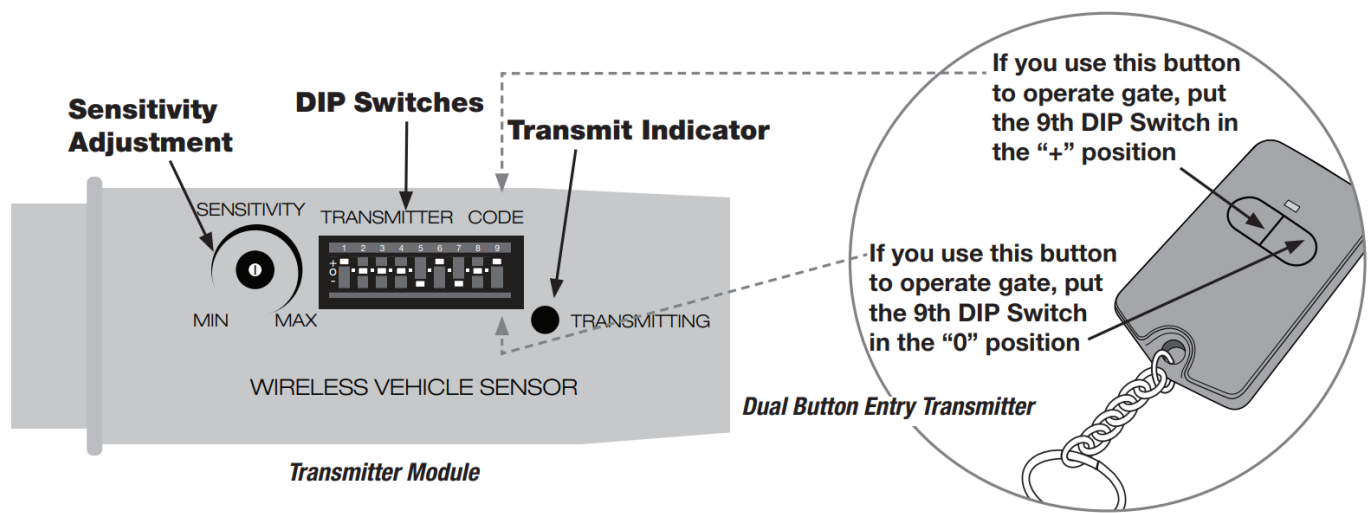 If you use this button
to operate gate, put
the 9th DIP Switch in
the “+” position
Sensitivity
Adjustment
DIP Switches
Transmit Indicator
SENSITIVITY
TRANSMITTER CODE
1 2 3 4 5 6 7 8 9
+
0
-
MIN MAX
TRANSMITTING
If you use this button
to operate gate, put
the 9th DIP Switch
in the “0” position
WIRELESS VEHICLE SENSOR
Dual Button Entry Transmitter
Transmitter Module